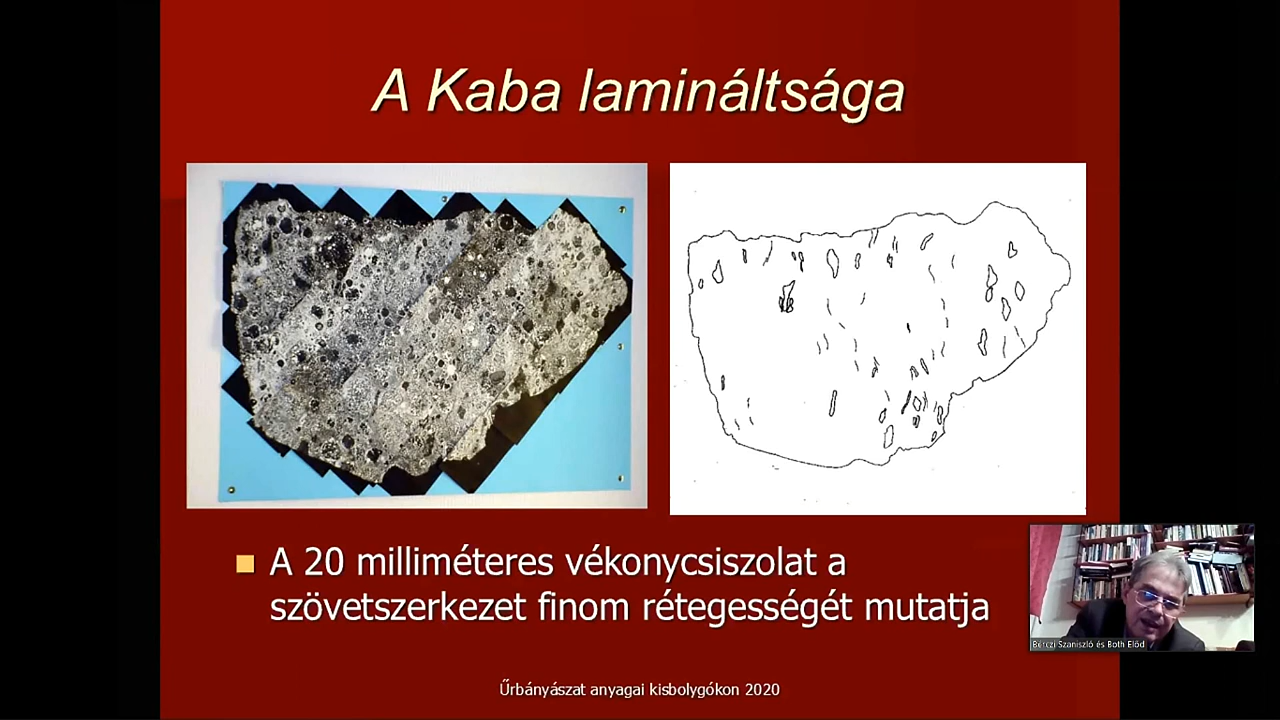 A Kaba lamináltsága
A 20 milliméteres vékonycsiszolat a
szövetszerkezet finom rétegességét mutatja
Bérczi Szaniszló és Both Előd
Űrbányászat anyagai kisbolygókon 2020